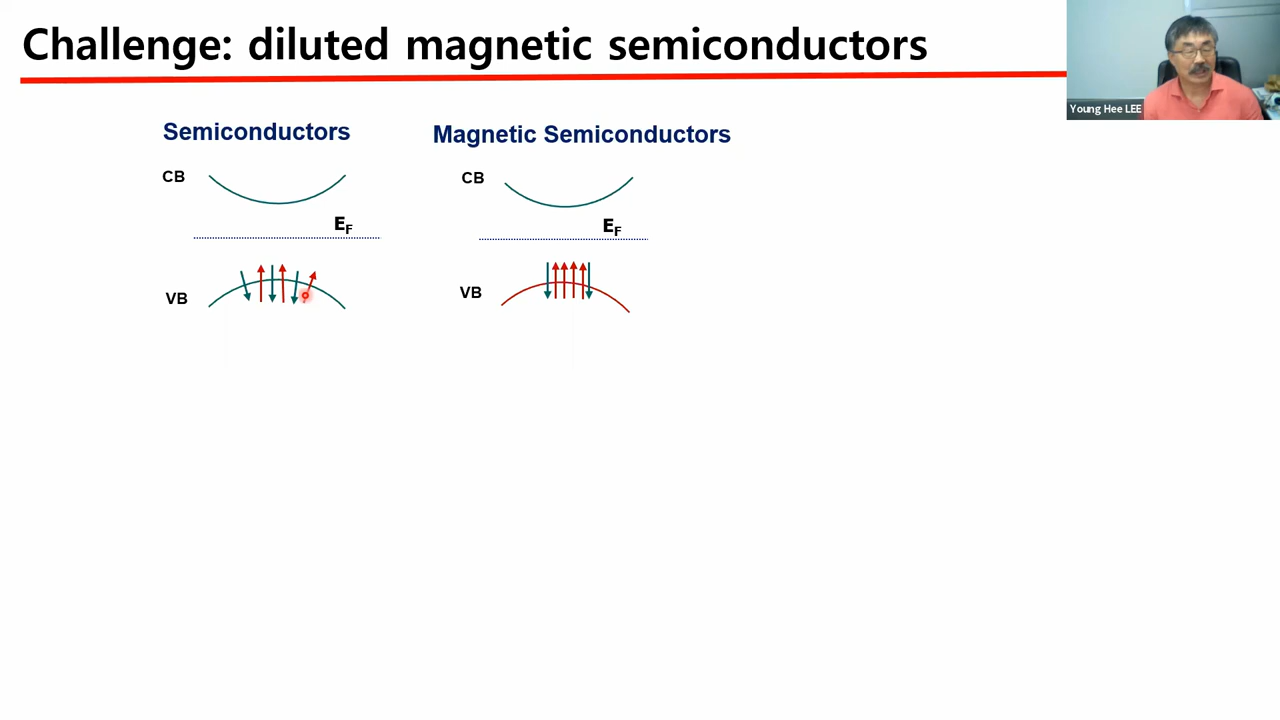 Challenge: diluted magnetic semiconductors
Young Hee LEE
Semiconductors
CB
EF
VB
Magnetic Semiconductors
CB
EF
VB